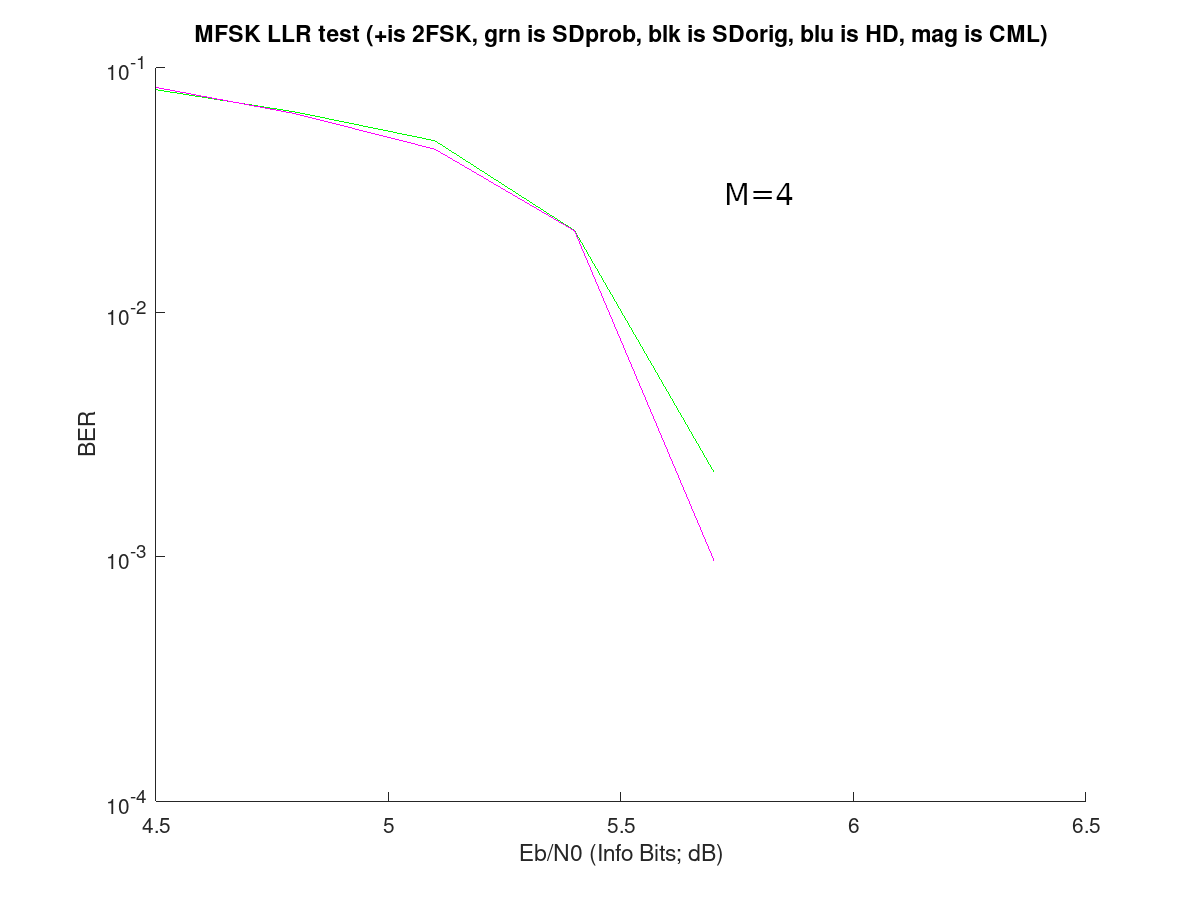 MFSK LLR test (+is 2FSK, grn is SDprob, blk is SDorig, blu is HD, mag is CML)
10^-1
M=4
10^-2
BER
10^-3
10^-4
4.5 5 5.5 6 6.5
Eb/N0 (Info Bits; dB)